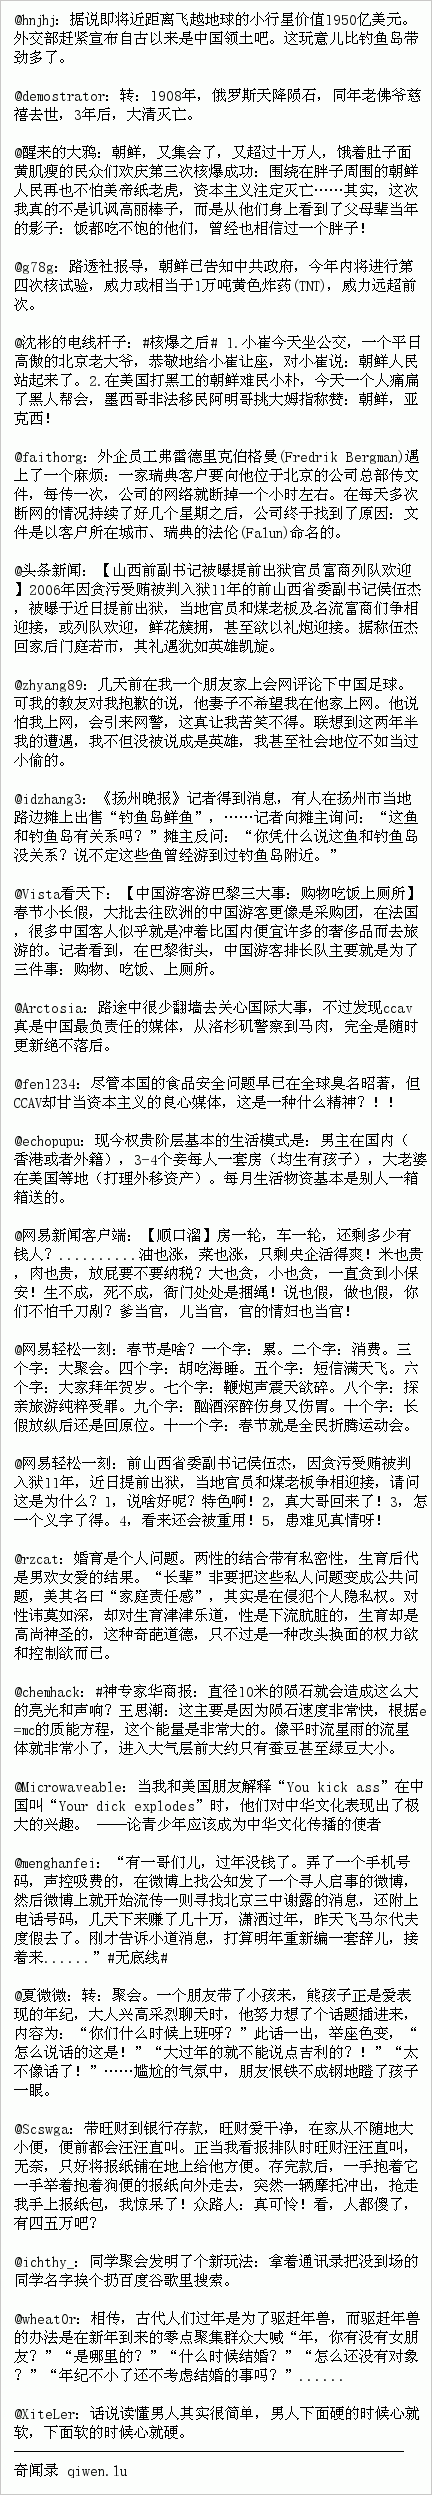 @hnjhj: 据说即将近距离飞越地球的小行星价值1950亿美元。
外交部赶紧宣布自古以来是中国领土吧。这玩意儿比钓鱼岛带
劲多了。
@demostrator: 转: 1908年，俄罗斯天降陨石，同年老佛爷慈
禧去世，3年后，大清灭亡。
@醒来的大鸦: 朝鲜，又集会了，又超过十万人，饿着肚子面
黄肌瘦的民众们欢庆第三次核爆成功: 围绕在胖子周围的朝鲜
人民再也不怕美帝纸老虎，资本主义注定灭亡……其实，这次
我真的不是讥讽高丽棒子，而是从他们身上看到了父母辈当年
的影子: 饭都吃不饱的他们，曾经也相信过一个胖子!
@g78g: 路透社报导，朝鲜已告知中共政府，今年内将进行第
四次核试验，威力或相当于1万吨黄色炸药(TNT)，威力远超前
次。
@沈彬的电线杆子: #核爆之后# 1.小崔今天坐公交，一个平日
高傲的北京老大爷，恭敬地给小崔让座，对小崔说: 朝鲜人民
站起来了。2.在美国打黑工的朝鲜难民小朴，今天一个人痛扁
了黑人帮会，墨西哥非法移民阿明哥挑大姆指称赞: 朝鲜，亚
克西!
@faithorg: 外企员工弗雷德里克伯格曼(Fredrik Bergman)遇
上了一个麻烦: 一家瑞典客户要向他位于北京的公司总部传文
件，每传一次，公司的网络就断掉一个小时左右。在每天多次
断网的情况持续了好几个星期之后，公司终于找到了原因: 文
件是以客户所在城市、瑞典的法伦(Falun)命名的。
@头条新闻: 【山西前副书记被曝提前出狱官员富商列队欢迎
】2006年因贪污受贿被判入狱11年的前山西省委副书记侯伍杰
，被曝于近日提前出狱，当地官员和煤老板及名流富商们争相
迎接，或列队欢迎，鲜花簇拥，甚至欲以礼炮迎接。据称伍杰
回家后门庭若市，其礼遇犹如英雄凯旋。
@zhyang89: 几天前在我一个朋友家上会网评论下中国足球。
可我的教友对我抱歉的说，他妻子不希望我在他家上网。他说
怕我上网，会引来网警，这真让我苦笑不得。联想到这两年半
我的遭遇，我不但没被说成是英雄，我甚至社会地位不如当过
小偷的。
@idzhang3: 《扬州晚报》记者得到消息，有人在扬州市当地
路边摊上出售“钓鱼岛鲜鱼”，……记者向摊主询问: “这鱼
和钓鱼岛有关系吗? ”摊主反问: “你凭什么说这鱼和钓鱼岛
没关系? 说不定这些鱼曾经游到过钓鱼岛附近。”
@Vista看天下: 【中国游客游巴黎三大事: 购物吃饭上厕所】
春节小长假，大批去往欧洲的中国游客更像是采购团，在法国
，很多中国客人似乎就是冲着比国内便宜许多的奢侈品而去旅
游的。记者看到，在巴黎街头，中国游客排长队主要就是为了
三件事: 购物、吃饭、上厕所。
@Arctosia: 路途中很少翻墙去关心国际大事，不过发现ccav
真是中国最负责任的媒体，从洛杉矶警察到马肉，完全是随时
更新绝不落后。
@fen1234: 尽管本国的食品安全问题早已在全球臭名昭著，但
CCAV却甘当资本主义的良心媒体，这是一种什么精神? ! !
@echopupu: 现今权贵阶层基本的生活模式是: 男主在国内（
香港或者外籍），3-4个妾每人一套房（均生有孩子），大老婆
在美国等地（打理外移资产）。每月生活物资基本是别人一箱
箱送的。
@网易新闻客户端: 【顺口溜】房一轮，车一轮，还剩多少有
钱人? ..........油也涨，菜也涨，只剩央企活得爽! 米也贵
，肉也贵，放屁要不要纳税? 大也贪，小也贪，一直贪到小保
安! 生不成，死不成，衙门处处是捆绳! 说也假，做也假，你
们不怕千刀剐? 爹当官，儿当官，官的情妇也当官!
@网易轻松一刻: 春节是啥? 一个字: 累。二个字: 消费。三
个字: 大聚会。四个字: 胡吃海睡。五个字: 短信满天飞。六
个字: 大家拜年贺岁。七个字: 鞭炮声震天欲碎。八个字: 探
亲旅游纯粹受罪。九个字: 酗酒深醉伤身又伤胃。十个字: 长
假放纵后还是回原位。十一个字: 春节就是全民折腾运动会。
@网易轻松一刻: 前山西省委副书记侯伍杰，因贪污受贿被判
入狱11年，近日提前出狱，当地官员和煤老板争相迎接，请问
这是为什么? 1，说啥好呢? 特色啊! 2，真大哥回来了! 3，怎
一个义字了得。4，看来还会被重用! 5，患难见真情呀!
@rzcat: 婚育是个人问题。两性的结合带有私密性，生育后代
是男欢女爱的结果。“长辈”非要把这些私人问题变成公共问
题，美其名曰“家庭责任感”，其实是在侵犯个人隐私权。对
性讳莫如深，却对生育津津乐道，性是下流肮脏的，生育却是
高尚神圣的，这种奇葩道德，只不过是一种改头换面的权力欲
和控制欲而已。
@chemhack: #神专家华商报: 直径10米的陨石就会造成这么大
的亮光和声响? 王思潮: 这主要是因为陨石速度非常快，根据e
=mc的质能方程，这个能量是非常大的。像平时流星雨的流星
体就非常小了，进入大气层前大约只有蚕豆甚至绿豆大小。
@Microwaveable: 当我和美国朋友解释“You kick ass”在中
国叫“Your dick explodes”时，他们对中华文化表现出了极
大的兴趣。 ——论青少年应该成为中华文化传播的使者
@menghanfei: “有一哥们儿，过年没钱了。弄了一个手机号
码，声控吸费的，在微博上找公知发了一个寻人启事的微博，
然后微博上就开始流传一则寻找北京三中谢露的消息，还附上
电话号码，几天下来赚了几十万，潇洒过年，昨天飞马尔代夫
度假去了。刚才告诉小道消息，打算明年重新编一套辞儿，接
着来......”#无底线#
@夏微微: 转: 聚会。一个朋友带了小孩来，熊孩子正是爱表
现的年纪，大人兴高采烈聊天时，他努力想了个话题插进来，
内容为: “你们什么时候上班呀? ”此话一出，举座色变，“
怎么说话的这是! ”“大过年的就不能说点吉利的? ! ”“太
不像话了! ”……尴尬的气氛中，朋友恨铁不成钢地瞪了孩子
一眼。
@Scswga: 带旺财到银行存款，旺财爱干净，在家从不随地大
小便，便前都会汪汪直叫。正当我看报排队时旺财汪汪直叫，
无奈，只好将报纸铺在地上给他方便。存完款后，一手抱着它
一手举着抱着狗便的报纸向外走去，突然一辆摩托冲出，抢走
我手上报纸包，我惊呆了! 众路人: 真可怜! 看，人都傻了，
有四五万吧?
@ichthy_: 同学聚会发明了个新玩法: 拿着通讯录把没到场的
同学名字挨个扔百度谷歌里搜索。
@wheat0r: 相传，古代人们过年是为了驱赶年兽，而驱赶年兽
的办法是在新年到来的零点聚集群众大喊“年，你有没有女朋
友? ”“是哪里的? ”“什么时候结婚? ”“怎么还没有对象
? ”“年纪不小了还不考虑结婚的事吗? ”......
@XiteLer: 话说读懂男人其实很简单，男人下面硬的时候心就
软，下面软的时候心就硬。
奇闻录 qiwen.lu